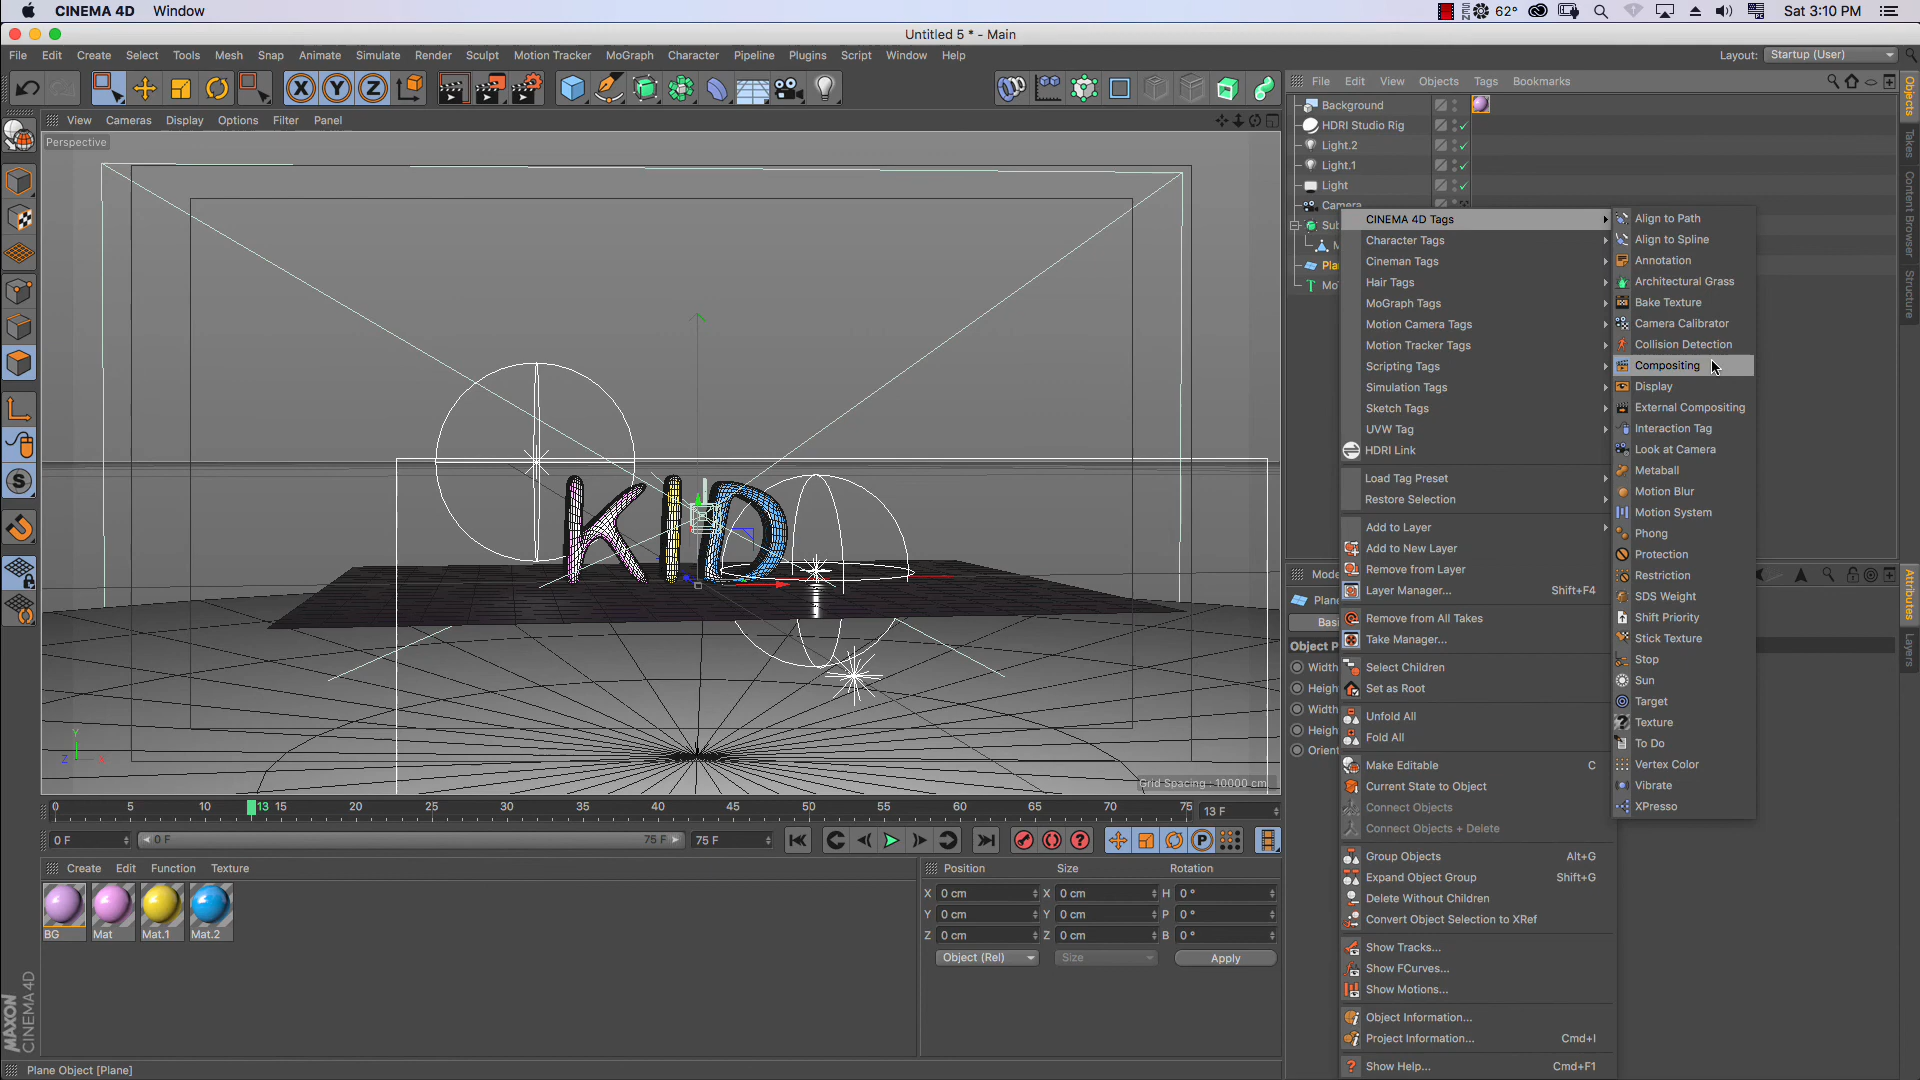 CINEMA 4D Window
62° Sat 3:10 PM
Untitled 5 * - Main
File Edit Create Select Tools Mesh Snap Animate Simulate Render Sculpt Motion Tracker MoGraph Character Pipeline Plugins Script Window Help Layout: Startup (User)
File Edit View Objects Tags Bookmarks
View Cameras Display Options Filter Panel
Perspective
Background
HDRI Studio Rig
Light.2
Light.1
Light
Camera
Sub
M
Plan
Mo
Objects
Takes
Content Browser
Structure
Attributes
Layers
CINEMA 4D Tags
Character Tags
Cineman Tags
Hair Tags
MoGraph Tags
Motion Camera Tags
Motion Tracker Tags
Scripting Tags
Simulation Tags
Sketch Tags
UVW Tag
HDRI Link
Load Tag Preset
Restore Selection
Add to Layer
Add to New Layer
Remove from Layer
Layer Manager... Shift+F4
Remove from All Takes
Take Manager...
Select Children
Set as Root
Unfold All
Fold All
Make Editable C
Current State to Object
Connect Objects
Connect Objects + Delete
Group Objects Alt+G
Expand Object Group Shift+G
Delete Without Children
Convert Object Selection to XRef
Show Tracks...
Show FCurves...
Show Motions...
Object Information...
Project Information... Cmd+I
Show Help... Cmd+F1
Align to Path
Align to Spline
Annotation
Architectural Grass
Bake Texture
Camera Calibrator
Collision Detection
Compositing
Display
External Compositing
Interaction Tag
Look at Camera
Metaball
Motion Blur
Motion System
Phong
Protection
Restriction
SDS Weight
Shift Priority
Stick Texture
Stop
Sun
Target
Texture
To Do
Vertex Color
Vibrate
XPresso
Mode
Plane
Basi
Object P
Width
Heigh
Width
Heigh
Orient
KID
Y
Z X
Grid Spacing : 10000 cm
0 5 10 13 15 20 25 30 35 40 45 50 55 60 65 70 75 13 F
0 F 0 F 75 F 75 F
Create Edit Function Texture
BG Mat Mat.1 Mat.2
Position Size Rotation
X 0 cm X 0 cm H 0 °
Y 0 cm Y 0 cm P 0 °
Z 0 cm Z 0 cm B 0 °
Object (Rel) Size Apply
MAXON
CINEMA 4D
Plane Object [Plane]